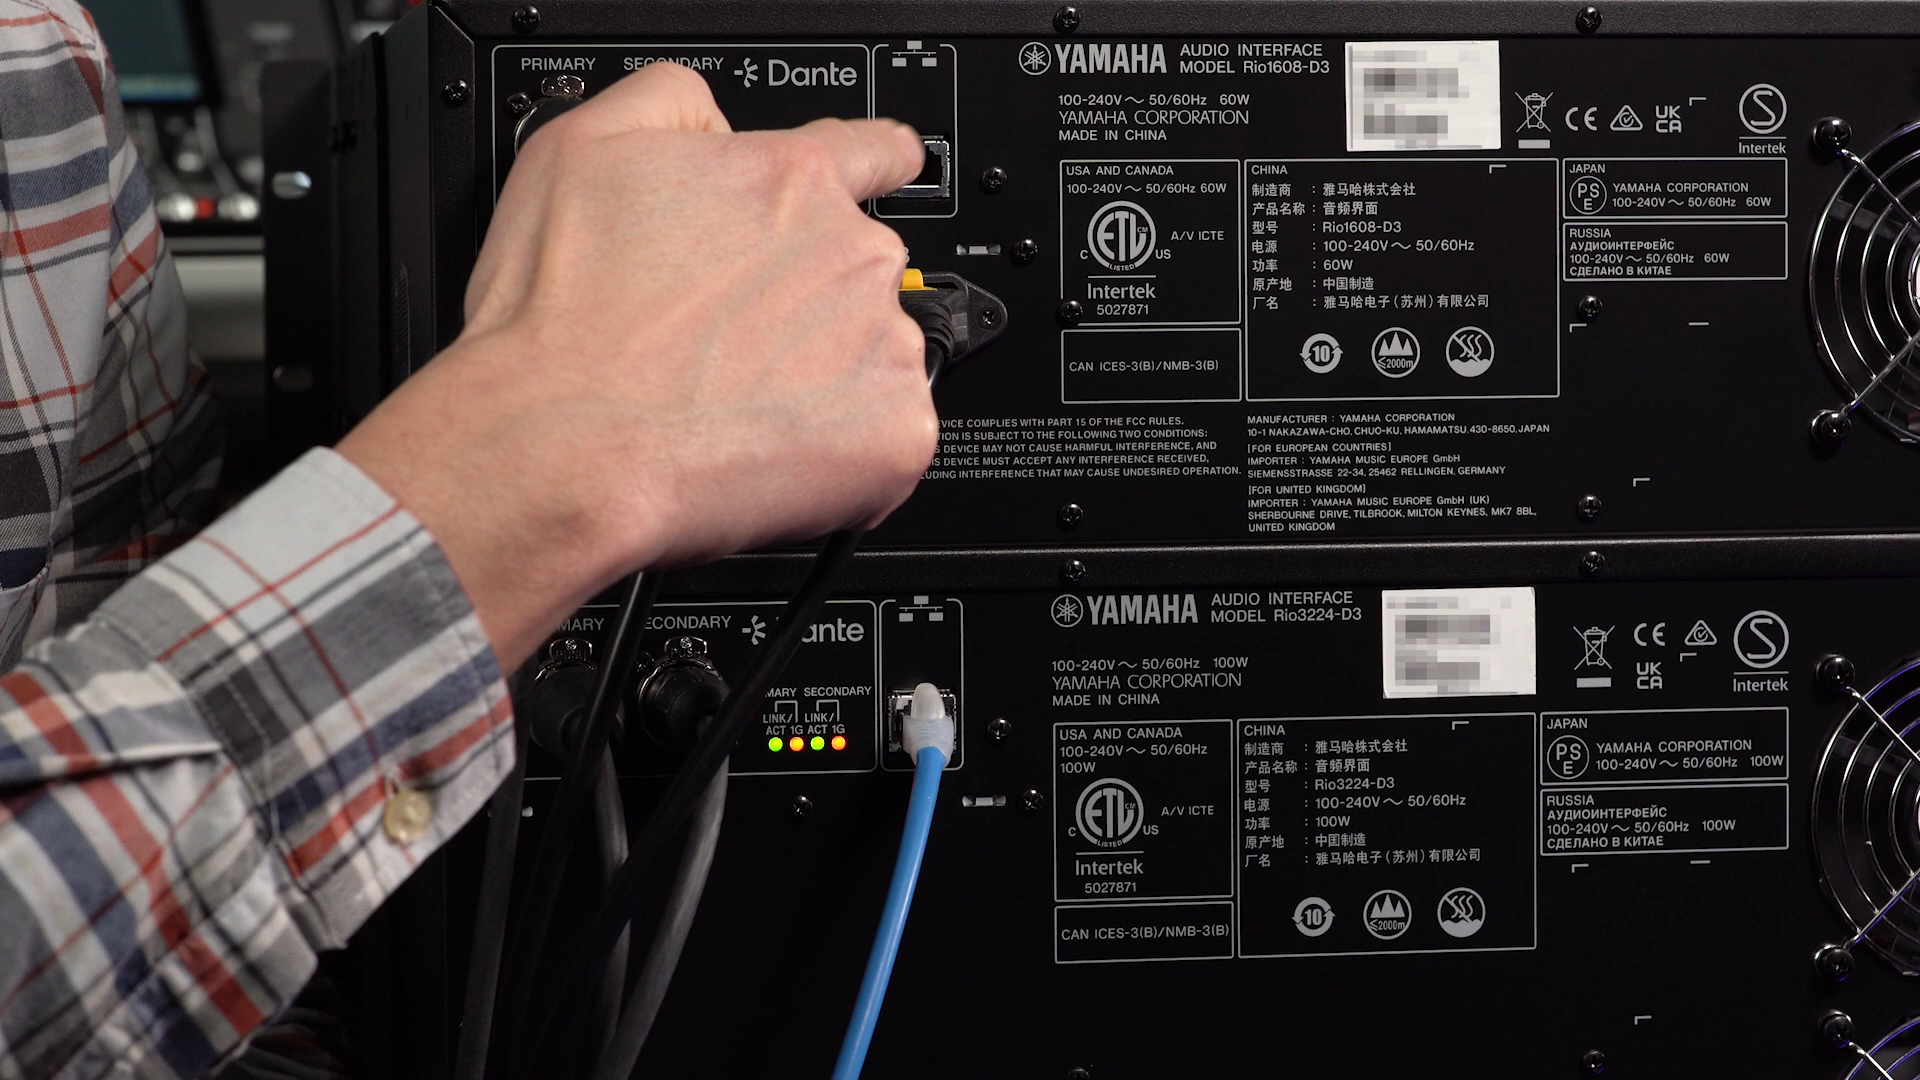 PRIMARY SECONDARY Dante
YAMAHA AUDIO INTERFACE
MODEL Rio1608-D3
100-240V～ 50/60Hz 60W
YAMAHA CORPORATION
MADE IN CHINA
CE UK
CA
Intertek
USA AND CANADA
100-240V～ 50/60Hz 60W
ETL CM
C LISTED US
A/V ICTE
Intertek
5027871
CAN ICES-3(B)/NMB-3(B)
CHINA
制造商 : 雅马哈株式会社
产品名称 : 音频界面
型号 : Rio1608-D3
电源 : 100-240V～ 50/60Hz
功率 : 60W
原产地 : 中国制造
厂名 : 雅马哈电子(苏州)有限公司
10 ≤2000m
JAPAN
PSE YAMAHA CORPORATION
100-240V～ 50/60Hz 60W
RUSSIA
АУДИОИНТЕРФЕЙС
100-240V～ 50/60Hz 60W
СДЕЛАНО В КИТАЕ
COMPLIES WITH PART 15 OF THE FCC RULES.
IS SUBJECT TO THE FOLLOWING TWO CONDITIONS:
DEVICE MAY NOT CAUSE HARMFUL INTERFERENCE, AND
DEVICE MUST ACCEPT ANY INTERFERENCE RECEIVED,
INTERFERENCE THAT MAY CAUSE UNDESIRED OPERATION.
MANUFACTURER : YAMAHA CORPORATION
10-1 NAKAZAWA-CHO, CHUO-KU, HAMAMATSU, 430-8650, JAPAN
[FOR EUROPEAN COUNTRIES]
IMPORTER : YAMAHA MUSIC EUROPE GmbH
SIEMENSSTRASSE 22-34, 25462 RELLINGEN, GERMANY
[FOR UNITED KINGDOM]
IMPORTER : YAMAHA MUSIC EUROPE GmbH (UK)
SHERBOURNE DRIVE, TILBROOK, MILTON KEYNES, MK7 8BL,
UNITED KINGDOM
MARY ECONDARY ante
PUSH
MARY SECONDARY
LINK/ LINK/
ACT 1G ACT 1G
YAMAHA AUDIO INTERFACE
MODEL Rio3224-D3
100-240V～ 50/60Hz 100W
YAMAHA CORPORATION
MADE IN CHINA
CE
UK
CA
Intertek
USA AND CANADA
100-240V～ 50/60Hz
100W
ETL CM
C LISTED US
A/V ICTE
Intertek
5027871
CAN ICES-3(B)/NMB-3(B)
CHINA
制造商 : 雅马哈株式会社
产品名称 : 音频界面
型号 : Rio3224-D3
电源 : 100-240V～ 50/60Hz
功率 : 100W
原产地 : 中国制造
厂名 : 雅马哈电子(苏州)有限公司
10 ≤2000m
JAPAN
PSE YAMAHA CORPORATION
100-240V～ 50/60Hz 100W
RUSSIA
АУДИОИНТЕРФЕЙС
100-240V～ 50/60Hz 100W
СДЕЛАНО В КИТАЕ